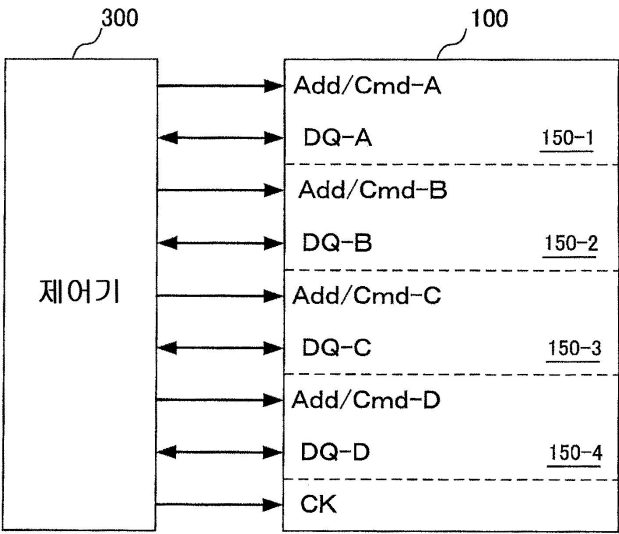 300
100
Add/Cmd-A
DQ-A 150-1
Add/Cmd-B
DQ-B 150-2
제어기
Add/Cmd-C
DQ-C 150-3
Add/Cmd-D
DQ-D 150-4
CK